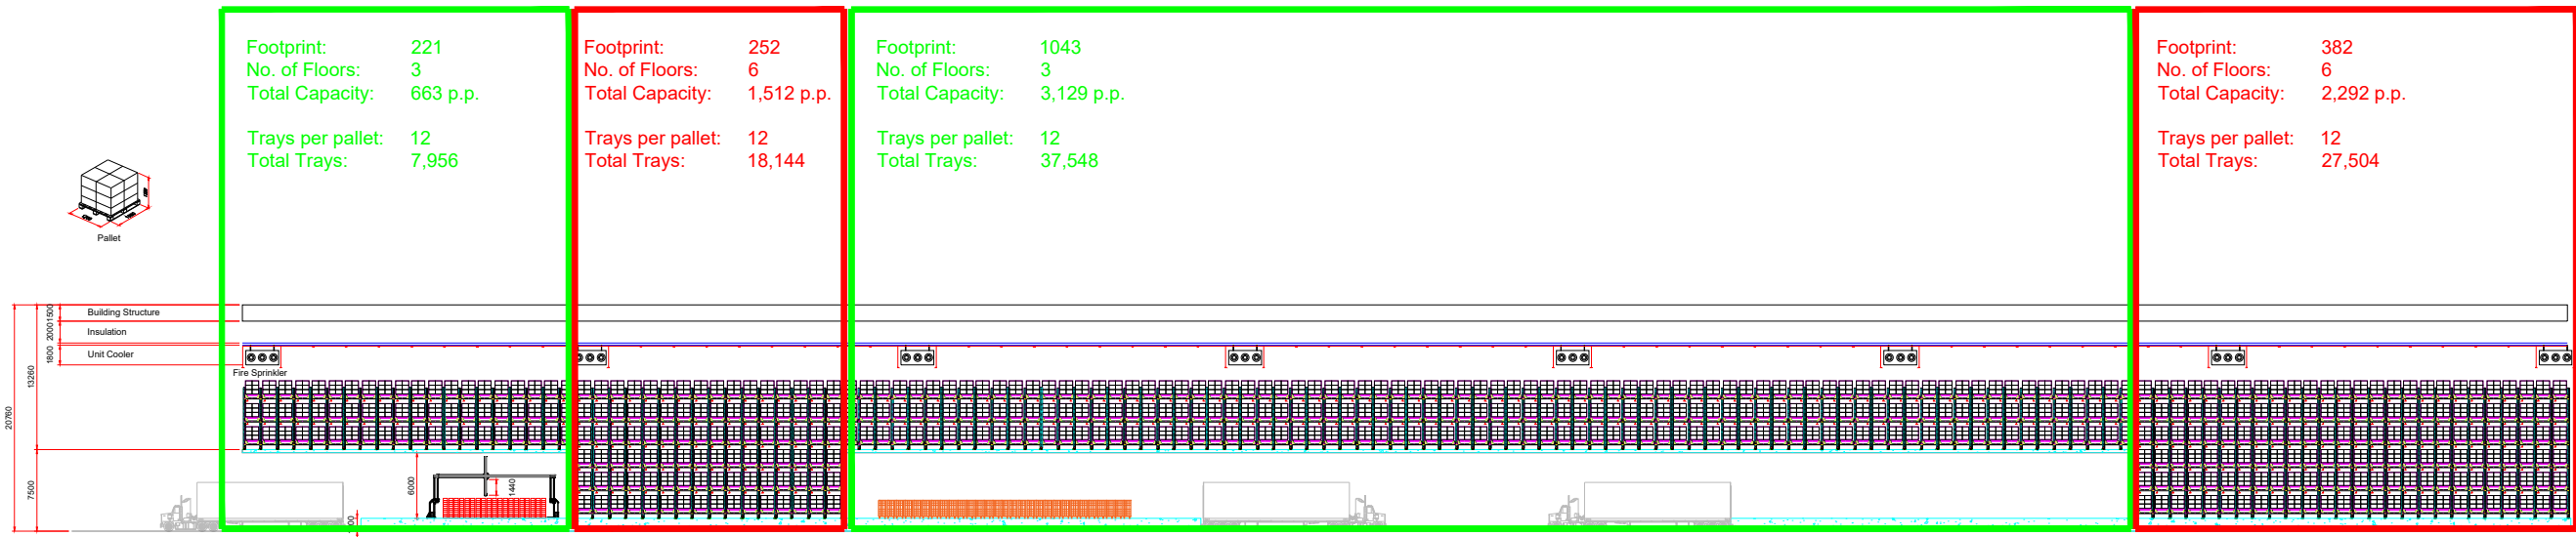 Footprint: 221
No. of Floors: 3
Total Capacity: 663 p.p.
Trays per pallet: 12
Total Trays: 7,956
Footprint: 252
No. of Floors: 6
Total Capacity: 1,512 p.p.
Trays per pallet: 12
Total Trays: 18,144
Footprint: 1043
No. of Floors: 3
Total Capacity: 3,129 p.p.
Trays per pallet: 12
Total Trays: 37,548
Footprint: 382
No. of Floors: 6
Total Capacity: 2,292 p.p.
Trays per pallet: 12
Total Trays: 27,504
Pallet
1500
Building Structure
2000
Insulation
1800
Unit Cooler
Fire Sprinkler
13260
20760
7500
6000
1440